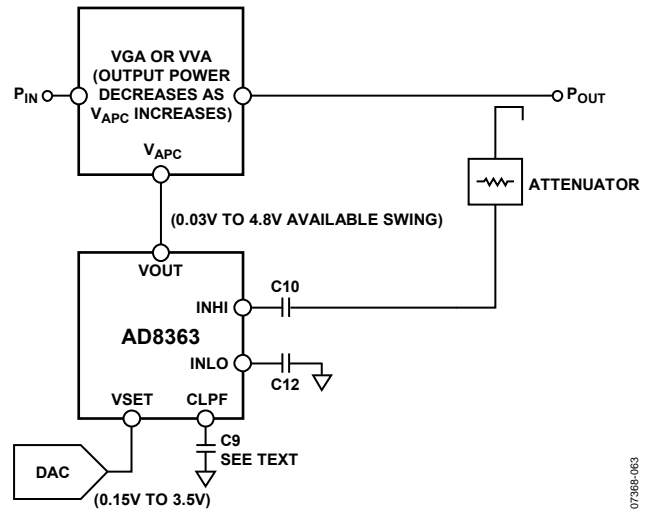 VGA OR VVA
(OUTPUT POWER
DECREASES AS
VAPC INCREASES)
PIN
POUT
VAPC
ATTENUATOR
(0.03V TO 4.8V AVAILABLE SWING)
VOUT
C10
INHI
AD8363
INLO
C12
VSET
CLPF
C9
SEE TEXT
DAC
(0.15V TO 3.5V)
07368-063